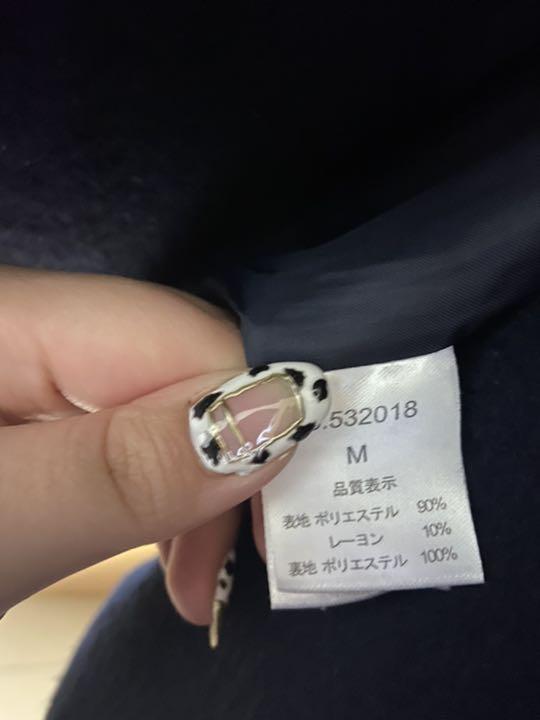 .532018
M
品質表示
表地 ポリエステル 90%
レーヨン 10%
裏地 ポリエステル 100%